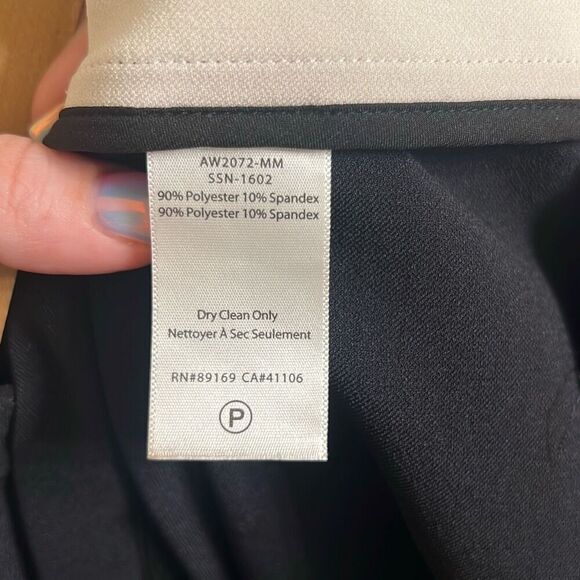 AW2072-MM
SSN-1602
90% Polyester 10% Spandex
90% Polyester 10% Spandex
Dry Clean Only
Nettoyer À Sec Seulement
RN#89169 CA#41106
P